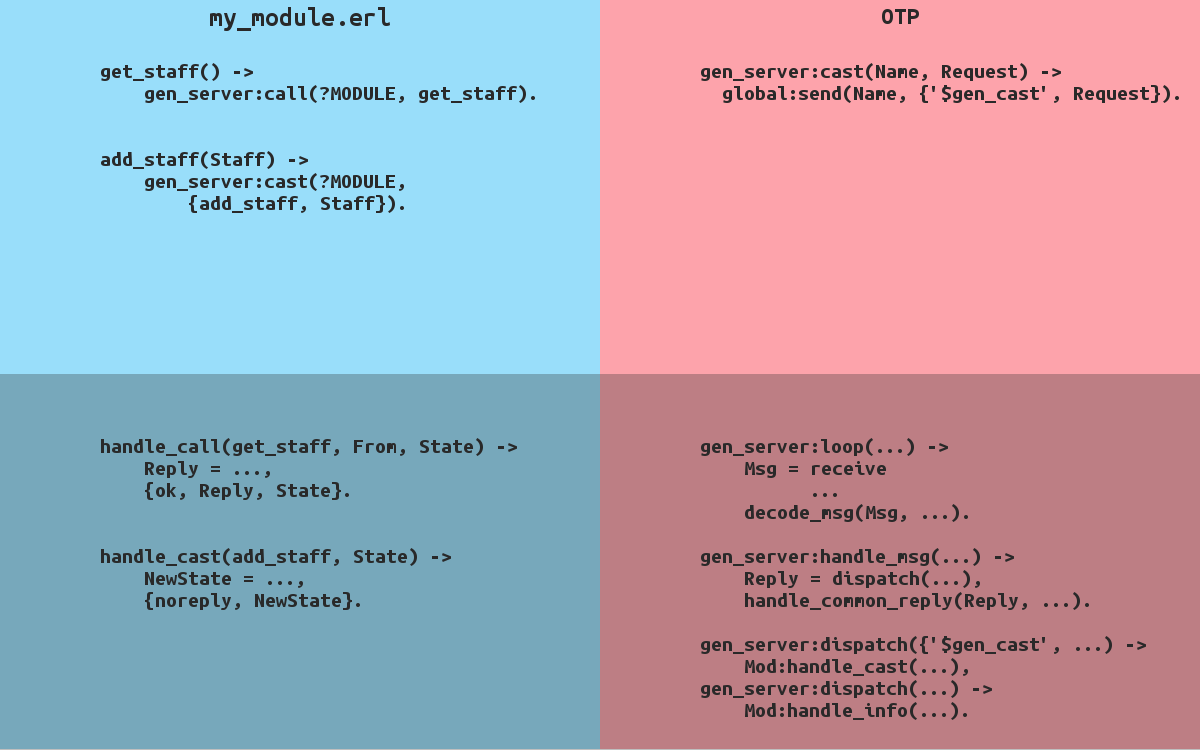 my_module.erl
get_staff() ->
    gen_server:call(?MODULE, get_staff).
add_staff(Staff) ->
    gen_server:cast(?MODULE,
        {add_staff, Staff}).
OTP
gen_server:cast(Name, Request) ->
  global:send(Name, {'$gen_cast', Request}).
handle_call(get_staff, From, State) ->
    Reply = ...,
    {ok, Reply, State}.
handle_cast(add_staff, State) ->
    NewState = ...,
    {noreply, NewState}.
gen_server:loop(...) ->
    Msg = receive
          ...
    decode_msg(Msg, ...).
gen_server:handle_msg(...) ->
    Reply = dispatch(...),
    handle_common_reply(Reply, ...).
gen_server:dispatch({'$gen_cast', ...) ->
    Mod:handle_cast(...),
gen_server:dispatch(...) ->
    Mod:handle_info(...).